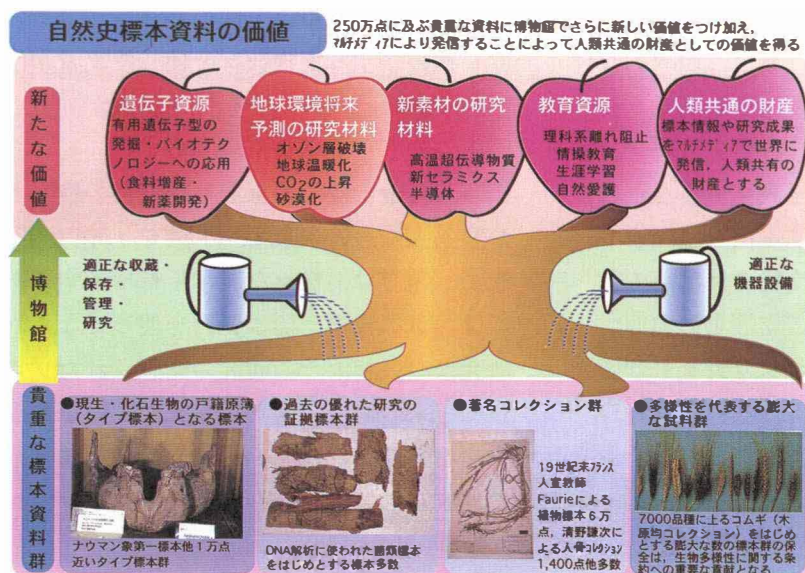 自然史標本資料の価値
250万点に及ぶ貴重な資料に博物館でさらに新しい価値をつけ加え，
ﾏﾙﾁﾒﾃﾞｨｱにより発信することによって人類共通の財産としての価値を得る
新たな価値
遺伝子資源
有用遺伝子型の
発掘・バイオテク
ノロジーへの応用
（食料増産・
新薬開発）
地球環境将来
予測の研究材料
オゾン層破壊
地球温暖化
CO₂の上昇
砂漠化
新素材の研究
材料
高温超伝導物質
新セラミクス
半導体
教育資源
理科系離れ阻止
情操教育
生涯学習
自然愛護
人類共通の財産
標本情報や研究成果
をﾏﾙﾁﾒﾃﾞｨｱで世界に
発信，人類共有の
財産とする
博物館
適正な収蔵・
保存・
管理・
研究
適正な
機器設備
貴重な標本資料群
●現生・化石生物の戸籍原簿
（タイプ標本）となる標本
ナウマン象第一標本他１万点
近いタイプ標本群
●過去の優れた研究の
証拠標本群
DNA解析に使われた藺類標本
をはじめとする標本多数
●著名コレクション群
19世紀末ﾌﾗﾝｽ
人宣教師
Faurieによる
植物標本６万
点，清野謙次に
よる人骨ｺﾚｸｼｮﾝ
1,400点他多数
●多様性を代表する膨大
な試料群
7000品種に上るコムギ（木
原均コレクション）をはじめ
とする膨大な数の標本群の保
全は，生物多様性に関する条
約への重要な貢献となる